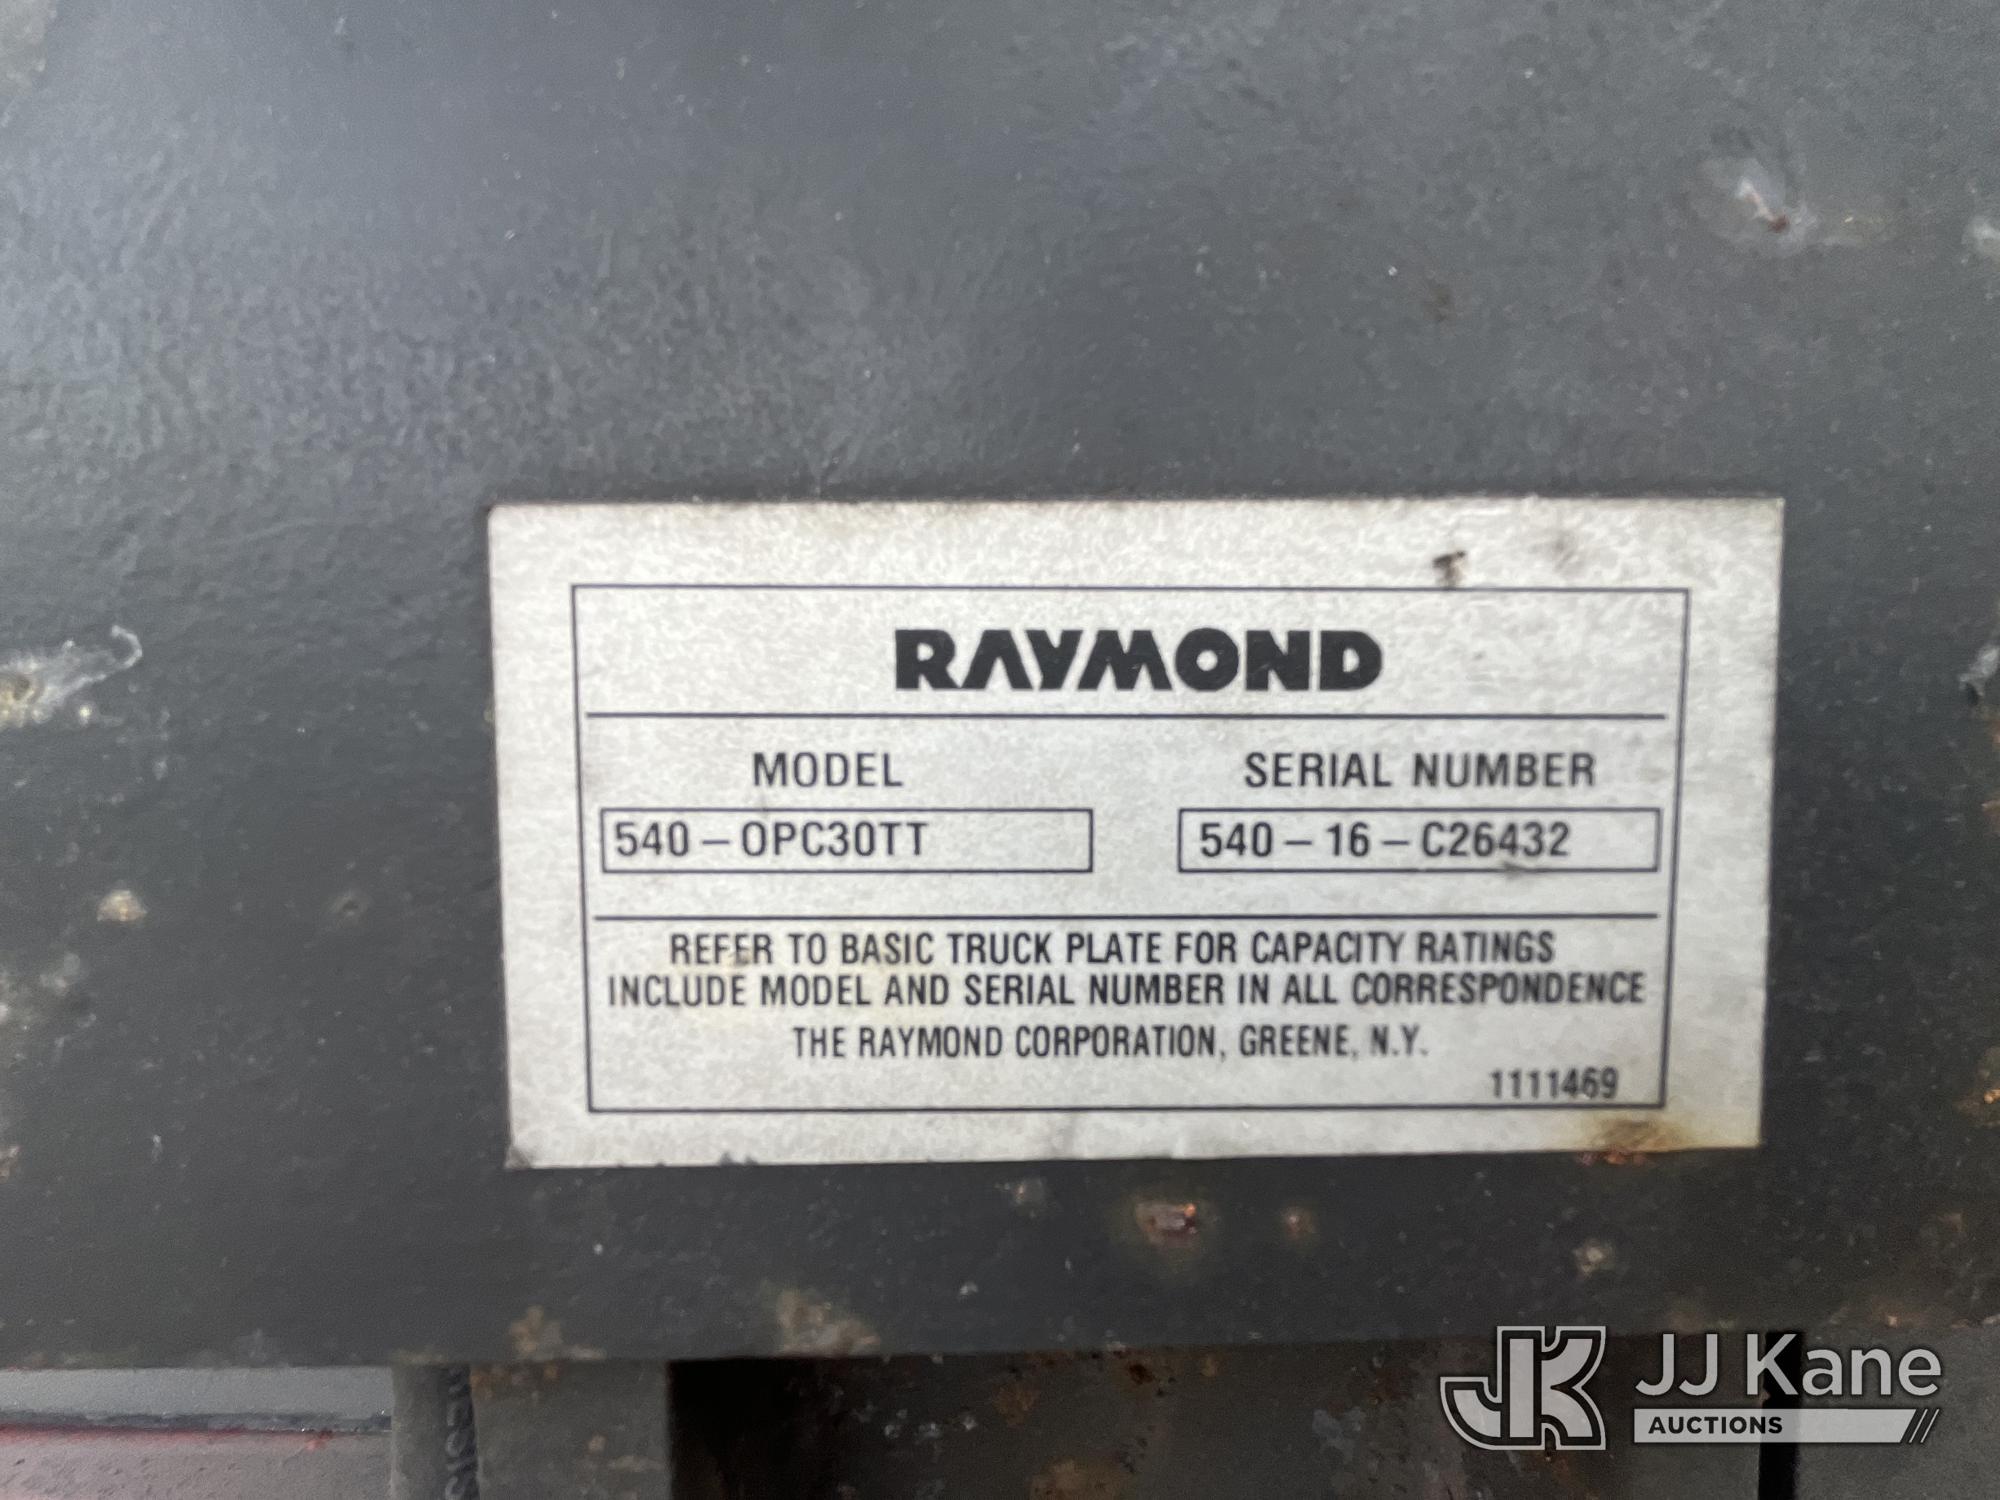 RAYMOND
MODEL SERIAL NUMBER
540-OPC30TT 540-16-C26432
REFER TO BASIC TRUCK PLATE FOR CAPACITY RATINGS
INCLUDE MODEL AND SERIAL NUMBER IN ALL CORRESPONDENCE
THE RAYMOND CORPORATION, GREENE, N.Y.
1111469
JK JJ Kane
AUCTIONS